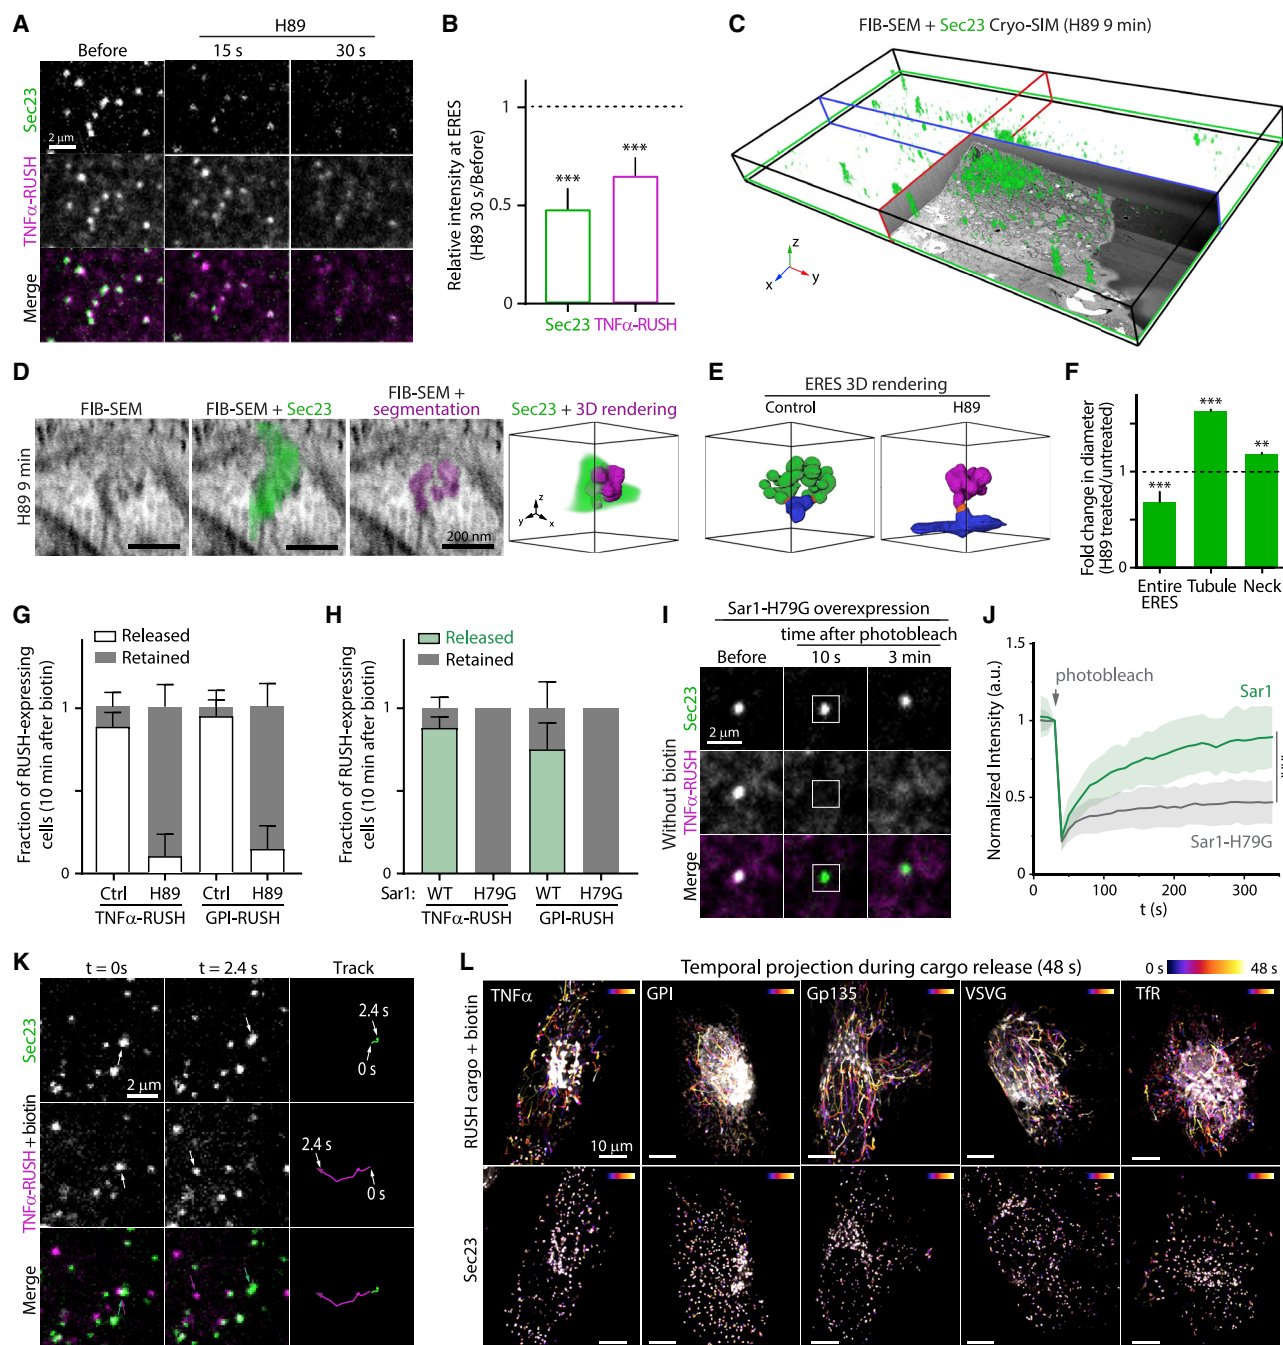 A
H89
Before
15 s
30 s
Sec23
2 μm
TNFα-RUSH
Merge
B
Relative intensity at ERES
(H89 30 s/Before)
1
0.5
0
***
***
Sec23
TNFα-RUSH
C
FIB-SEM + Sec23 Cryo-SIM (H89 9 min)
z
x
y
D
FIB-SEM
FIB-SEM + Sec23
FIB-SEM +
segmentation
Sec23 + 3D rendering
H89 9 min
200 nm
z
y
x
E
ERES 3D rendering
Control
H89
F
Fold change in diameter
(H89 treated/untreated)
1
0
***
***
**
Entire
ERES
Tubule
Neck
G
Released
Retained
Fraction of RUSH-expressing
cells (10 min after biotin)
1
0
Ctrl
H89
Ctrl
H89
TNFα-RUSH
GPI-RUSH
H
Released
Retained
Fraction of RUSH-expressing
cells (10 min after biotin)
1
0
Sar1:
WT
H79G
WT
H79G
TNFα-RUSH
GPI-RUSH
I
Sar1-H79G overexpression
time after photobleach
Before
10 s
3 min
Without biotin
Sec23
2 μm
TNFα-RUSH
Merge
J
Normalized Intensity (a.u.)
1.5
1
0.5
0
photobleach
Sar1
***
Sar1-H79G
0
100
200
300
t (s)
K
t = 0s
t = 2.4 s
Track
Sec23
2 μm
2.4 s
0 s
TNFα-RUSH + biotin
2.4 s
0 s
Merge
L
Temporal projection during cargo release (48 s)
0 s
48 s
RUSH cargo + biotin
TNFα
GPI
Gp135
VSVG
TfR
10 μm
Sec23